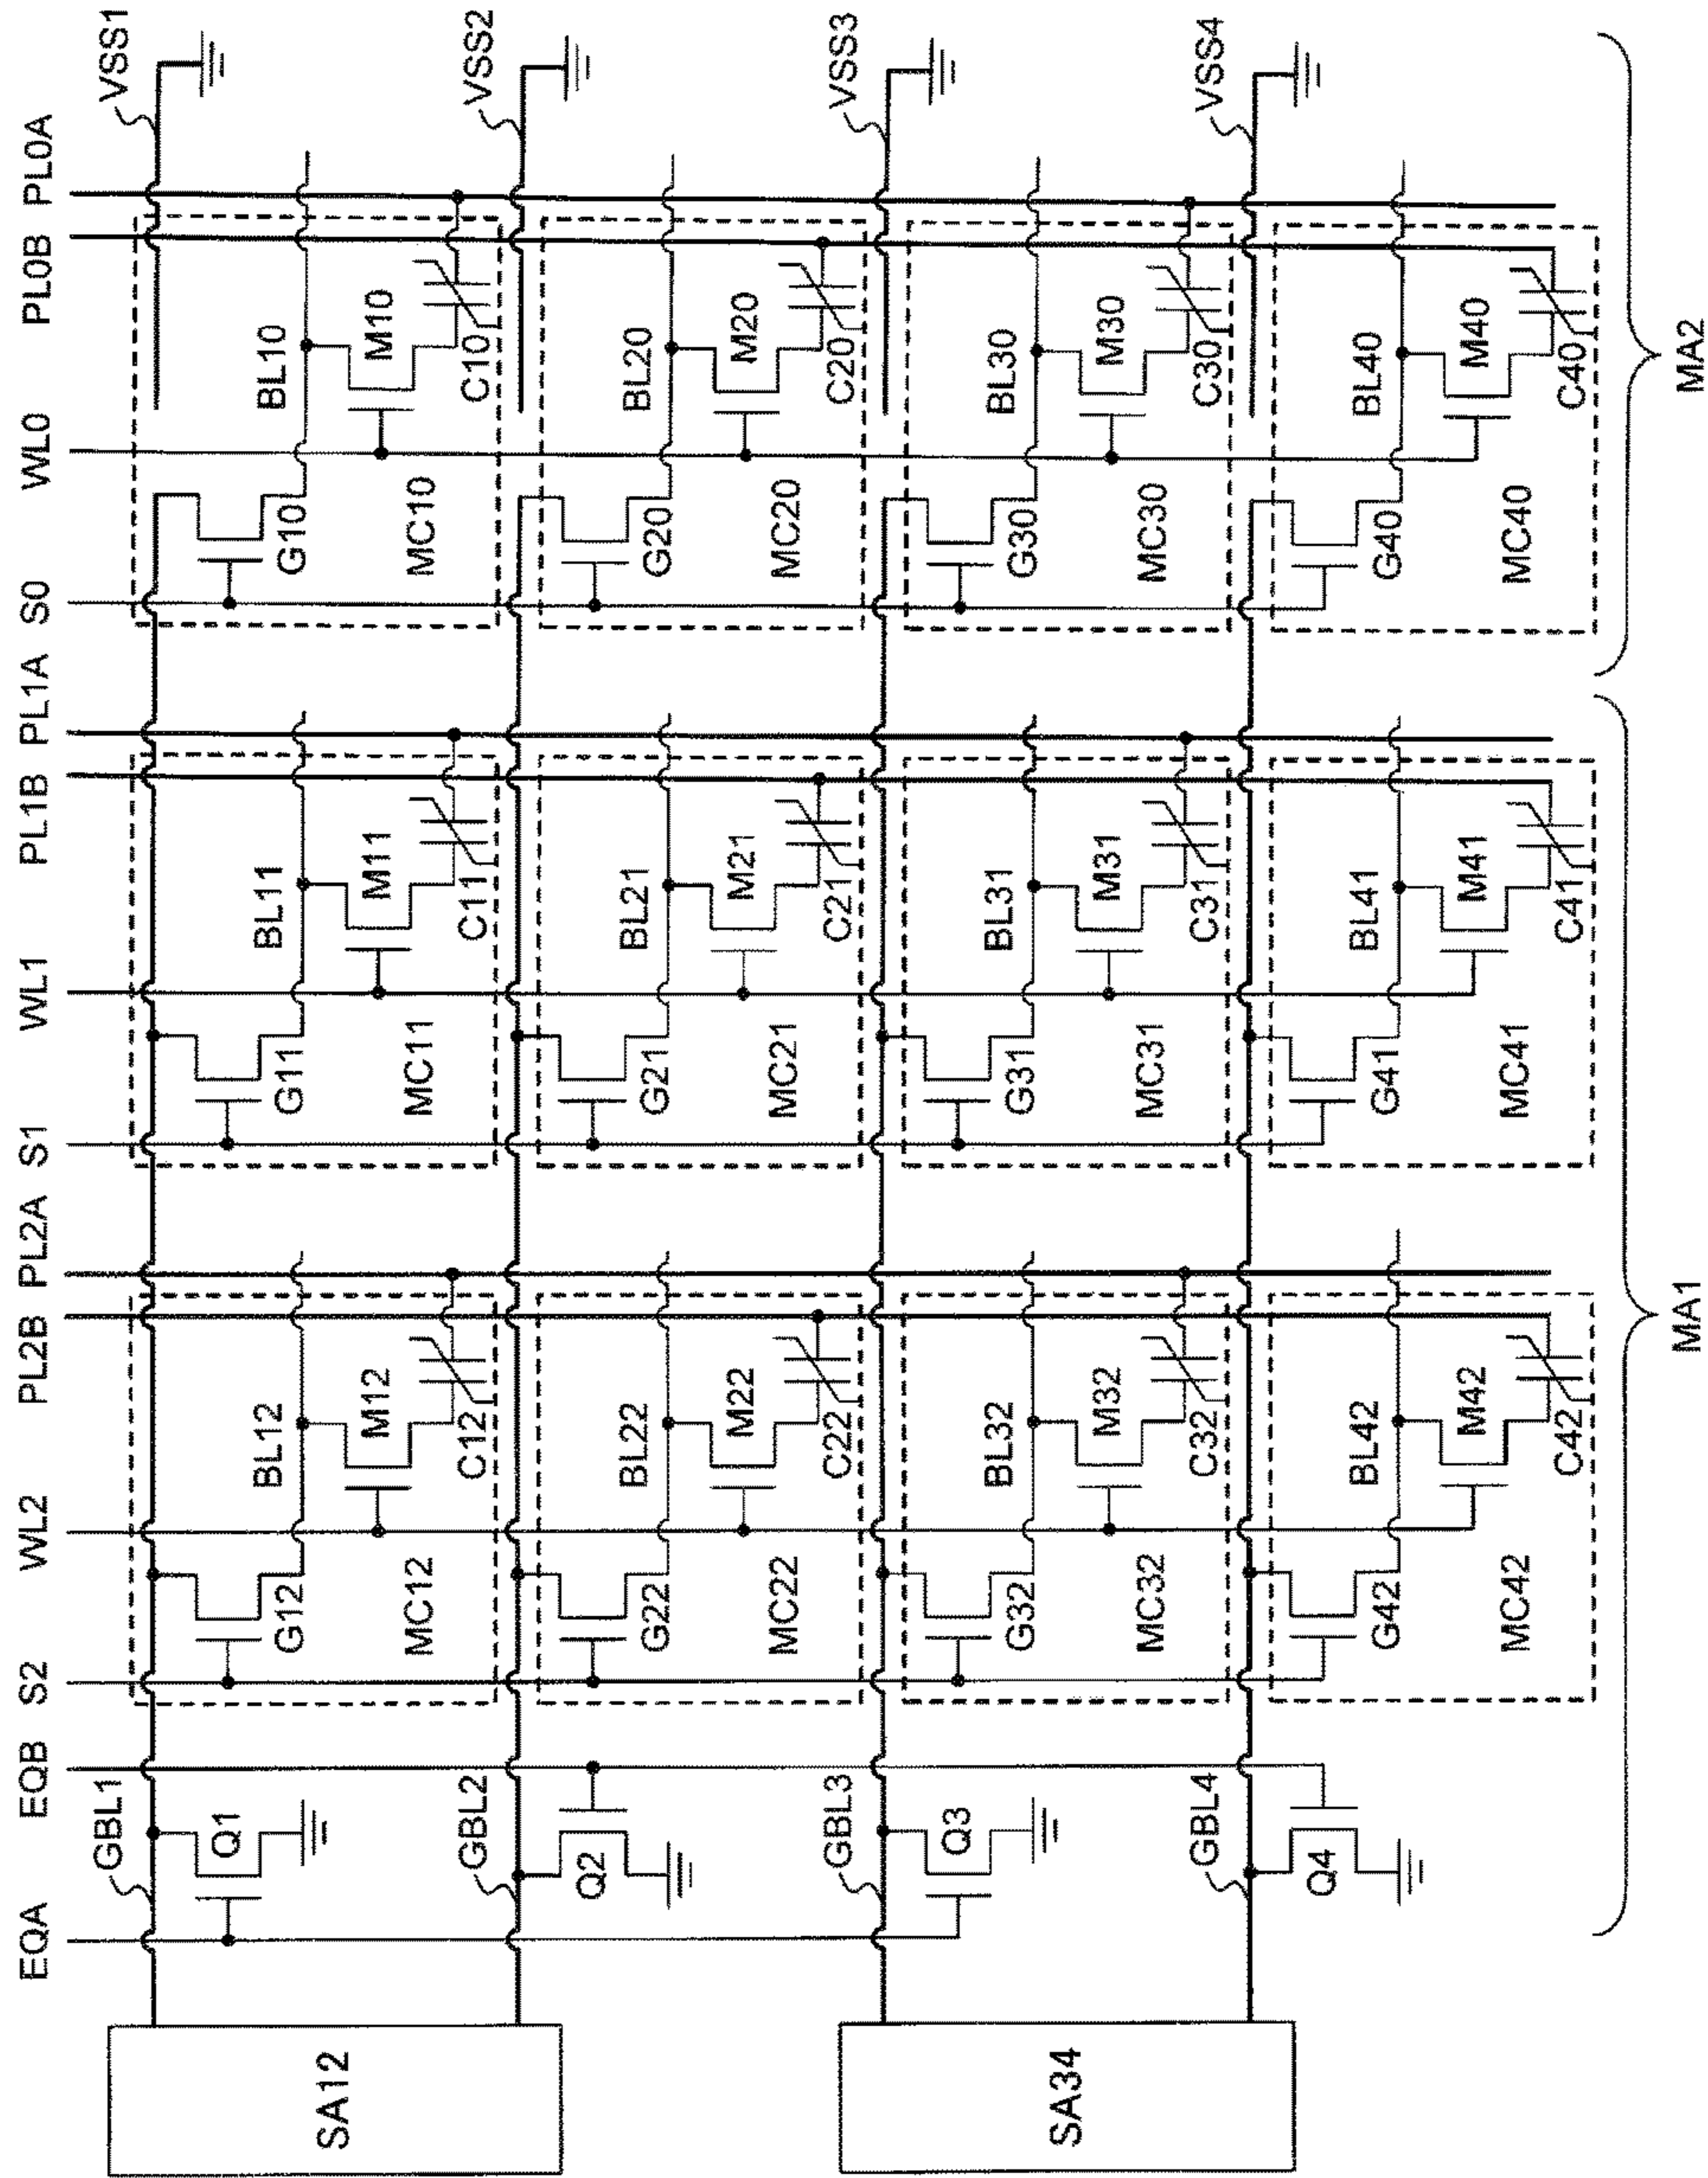 EQA EQB S2 WL2 PL2B PL2A S1 WL1 PL1B PL1A S0 WL0 PL0B PL0A
GBL1 VSS1
Q1 G12 BL12 G11 BL11 G10 BL10
M12 M11 M10
SA12 MC12 C12 MC11 C11 MC10 C10
GBL2 VSS2
Q2 G22 BL22 G21 BL21 G20 BL20
M22 M21 M20
MC22 C22 MC21 C21 MC20 C20
GBL3 VSS3
Q3 G32 BL32 G31 BL31 G30 BL30
M32 M31 M30
SA34 MC32 C32 MC31 C31 MC30 C30
GBL4 VSS4
Q4 G42 BL42 G41 BL41 G40 BL40
M42 M41 M40
MC42 C42 MC41 C41 MC40 C40
MA1 MA2